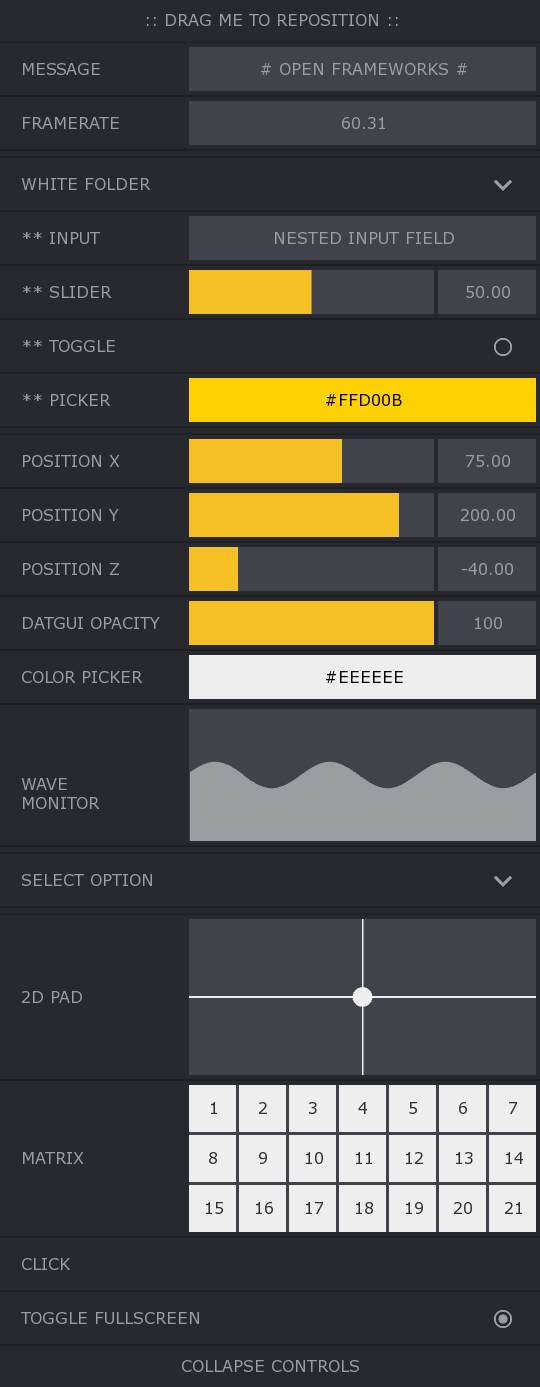 :: DRAG ME TO REPOSITION ::
MESSAGE # OPEN FRAMEWORKS #
FRAMERATE 60.31
WHITE FOLDER
** INPUT NESTED INPUT FIELD
** SLIDER 50.00
** TOGGLE
** PICKER #FFD00B
POSITION X 75.00
POSITION Y 200.00
POSITION Z -40.00
DATGUI OPACITY 100
COLOR PICKER #EEEEEE
WAVE
MONITOR
SELECT OPTION
2D PAD
1 2 3 4 5 6 7
MATRIX 8 9 10 11 12 13 14
15 16 17 18 19 20 21
CLICK
TOGGLE FULLSCREEN
COLLAPSE CONTROLS